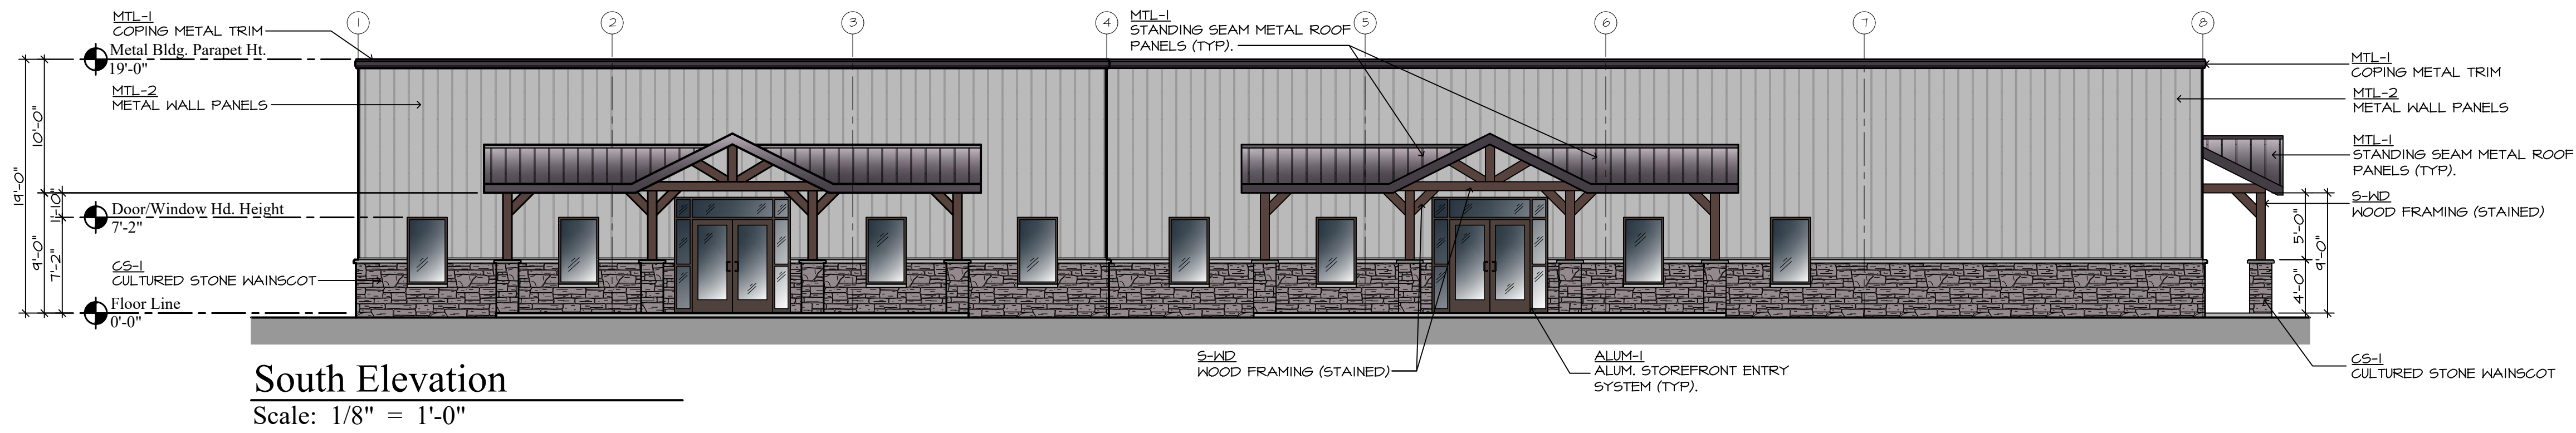 1
2
3
4
5
6
7
8
MTL-1
COPING METAL TRIM
Metal Bldg. Parapet Ht.
19'-0"
MTL-2
METAL WALL PANELS
Door/Window Hd. Height
7'-2"
CS-1
CULTURED STONE WAINSCOT
Floor Line
0'-0"
19'-0"
10'-0"
9'-0"
1'-10"
7'-2"
MTL-1
STANDING SEAM METAL ROOF
PANELS (TYP).
MTL-1
COPING METAL TRIM
MTL-2
METAL WALL PANELS
MTL-1
STANDING SEAM METAL ROOF
PANELS (TYP).
S-WD
WOOD FRAMING (STAINED)
5'-0"
4'-0"
9'-0"
CS-1
CULTURED STONE WAINSCOT
S-WD
WOOD FRAMING (STAINED)
ALUM-1
ALUM. STOREFRONT ENTRY
SYSTEM (TYP).
South Elevation
Scale: 1/8" = 1'-0"